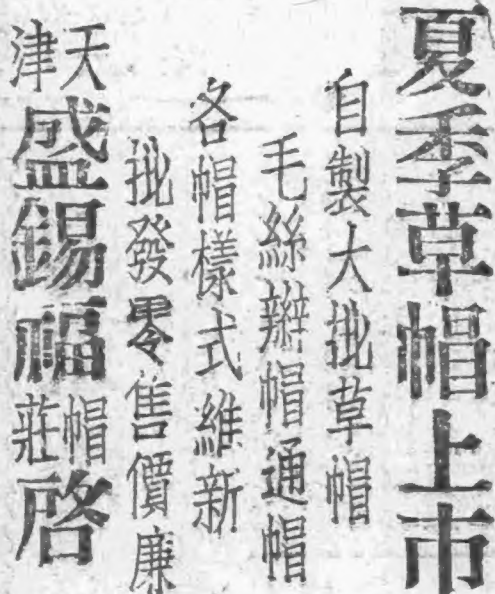 夏季草帽上市
自製大批草帽
毛絲辮帽通帽
各帽樣式維新
批發零售價廉
天津盛錫福帽莊啓